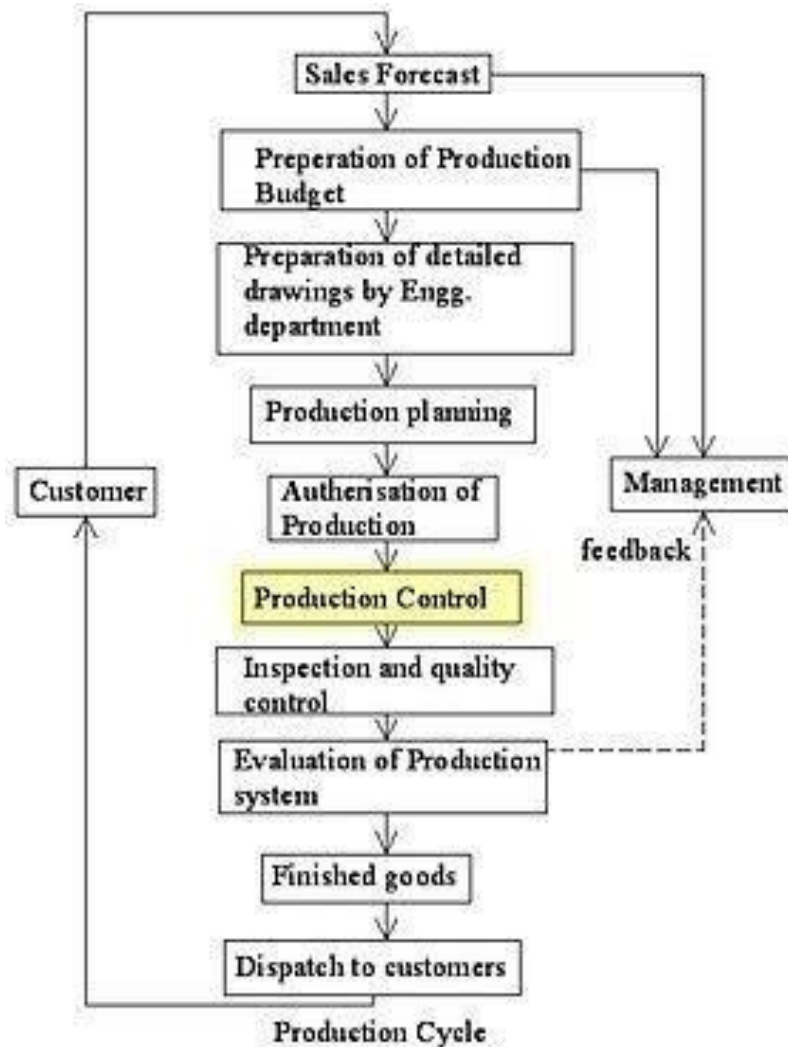 Sales Forecast
Preperation of Production
Budget
Preparation of detailed
drawings by Engg.
department
Production planning
Customer
Autherisation of
Production
Management
feedback
Production Control
Inspection and quality
control
Evaluation of Production
system
Finished goods
Dispatch to customers
Production Cycle